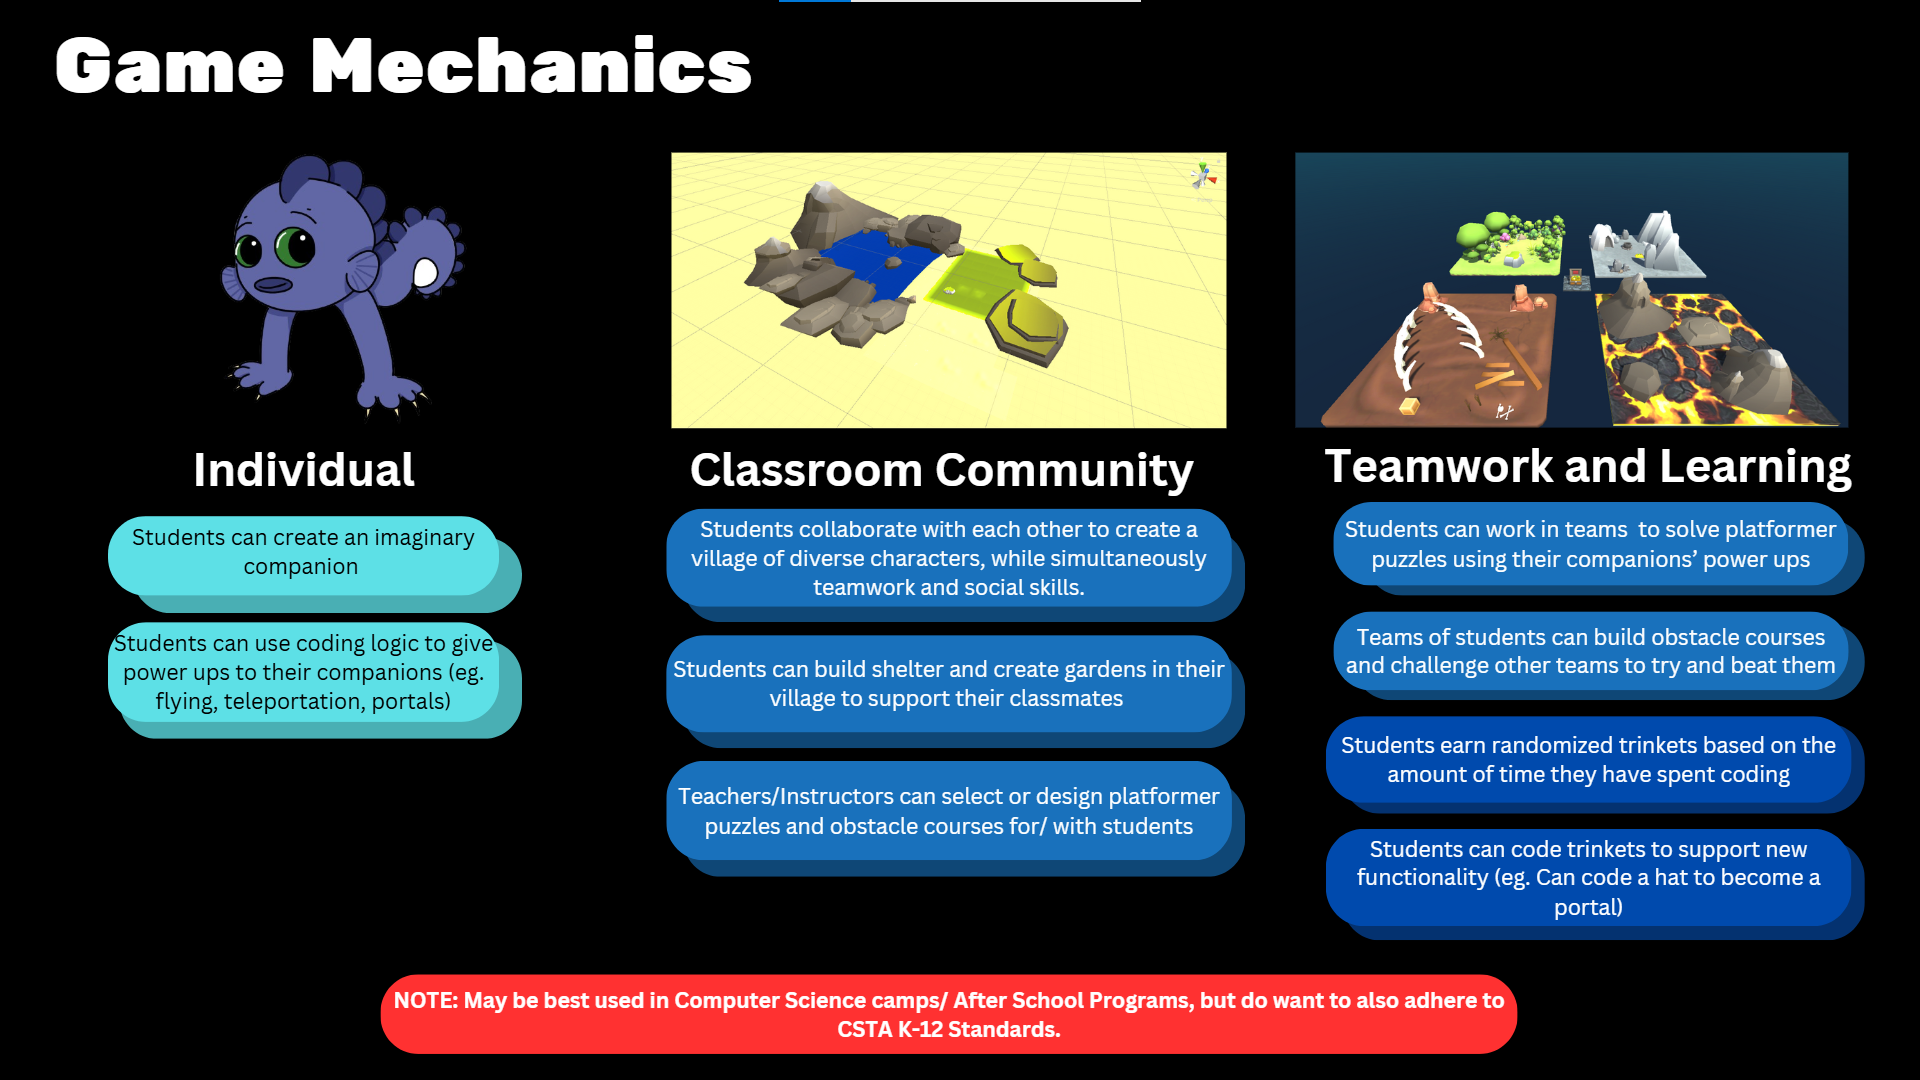 Game Mechanics
Individual
Students can create an imaginary
companion
Students can use coding logic to give
power ups to their companions (eg.
flying, teleportation, portals)
Classroom Community
Students collaborate with each other to create a
village of diverse characters, while simultaneously
teamwork and social skills.
Students can build shelter and create gardens in their
village to support their classmates
Teachers/Instructors can select or design platformer
puzzles and obstacle courses for/ with students
Teamwork and Learning
Students can work in teams  to solve platformer
puzzles using their companions’ power ups
Teams of students can build obstacle courses
and challenge other teams to try and beat them
Students earn randomized trinkets based on the
amount of time they have spent coding
Students can code trinkets to support new
functionality (eg. Can code a hat to become a
portal)
NOTE: May be best used in Computer Science camps/ After School Programs, but do want to also adhere to
CSTA K-12 Standards.